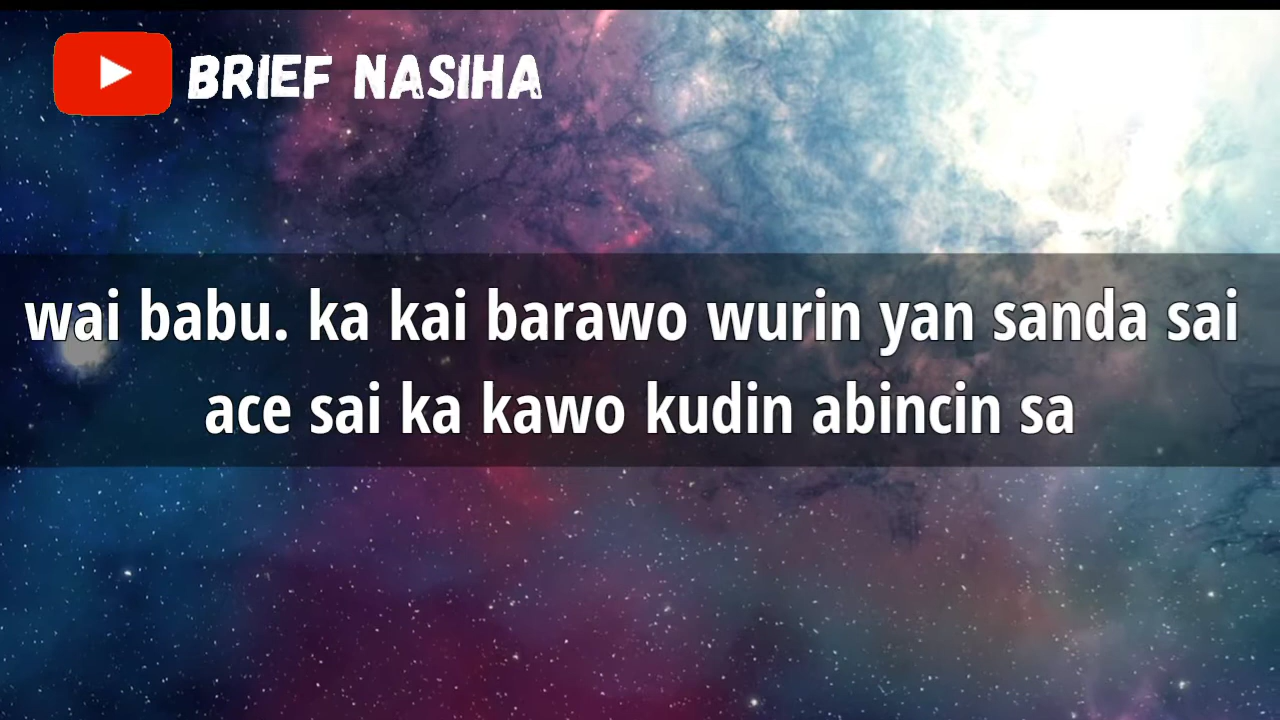 BRIEF NASIHA
wai babu. ka kai barawo wurin yan sanda sai
ace sai ka kawo kudin abincin sa